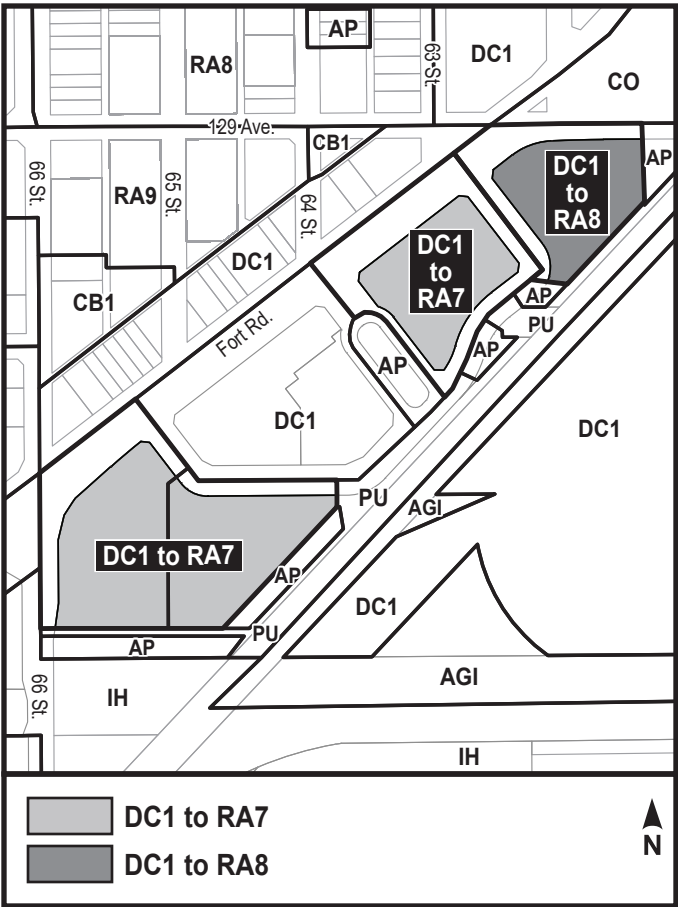 AP
63 St.
DC1
RA8
CO
129 Ave.
CB1
AP
66 St.
65 St.
RA9
64 St.
DC1
to
RA8
DC1
DC1
to
RA7
CB1
AP
PU
Fort Rd.
AP
AP
DC1
DC1
PU
AGI
DC1 to RA7
AP
DC1
PU
AP
66 St.
IH
AGI
IH
DC1 to RA7
DC1 to RA8
N